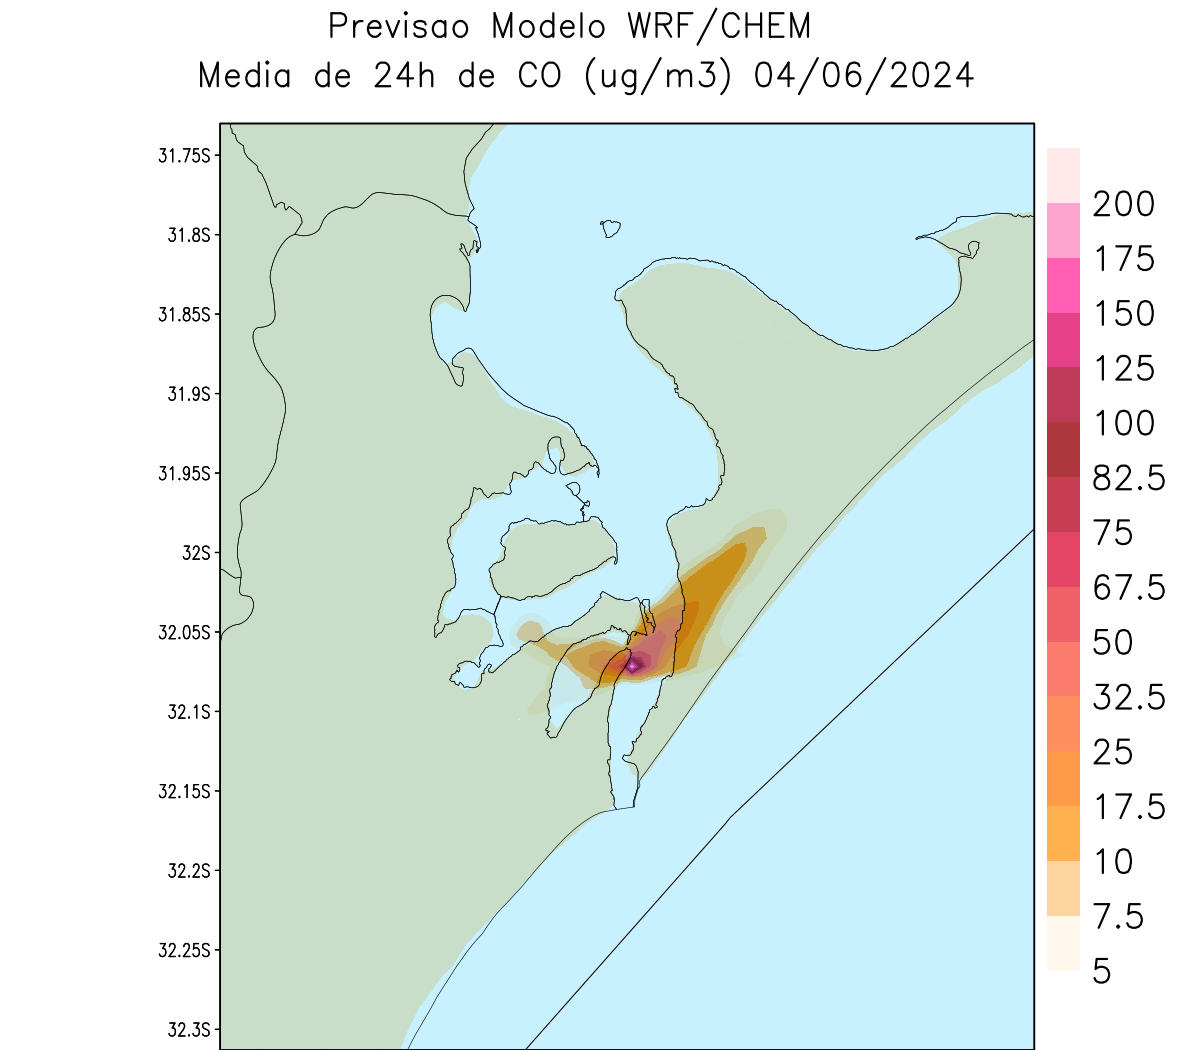 Previsao Modelo WRF/CHEM
Media de 24h de CO (ug/m3) 04/06/2024
31.75S
31.8S
31.85S
31.9S
31.95S
32S
32.05S
32.1S
32.15S
32.2S
32.25S
32.3S
200
175
150
125
100
82.5
75
67.5
50
32.5
25
17.5
10
7.5
5